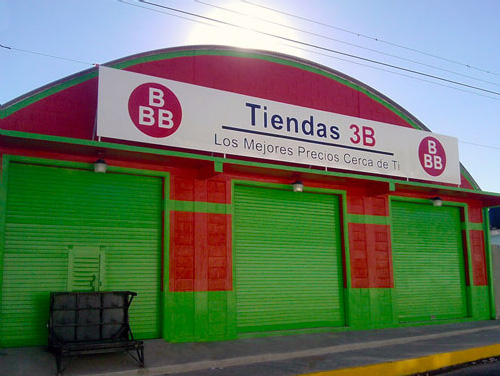 B
BB
Tiendas 3B
Los Mejores Precios Cerca de Ti
B
BB